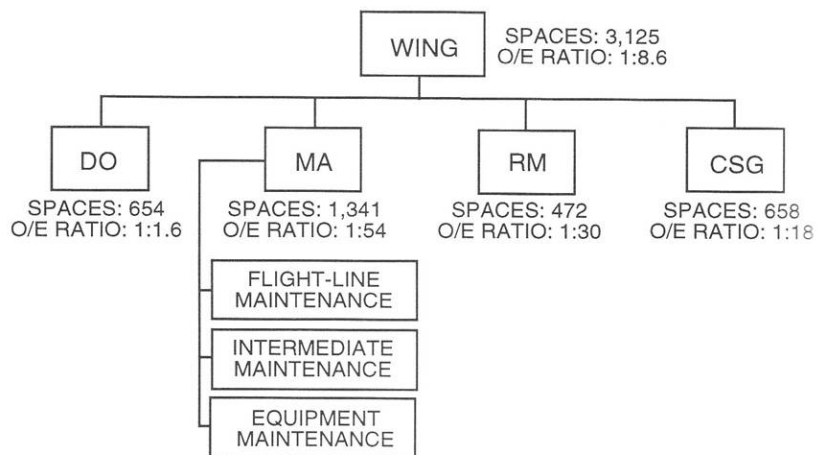 WING
SPACES: 3,125
O/E RATIO: 1:8.6
DO
MA
RM
CSG
SPACES: 654
O/E RATIO: 1:1.6
SPACES: 1,341
O/E RATIO: 1:54
SPACES: 472
O/E RATIO: 1:30
SPACES: 658
O/E RATIO: 1:18
FLIGHT-LINE
MAINTENANCE
INTERMEDIATE
MAINTENANCE
EQUIPMENT
MAINTENANCE